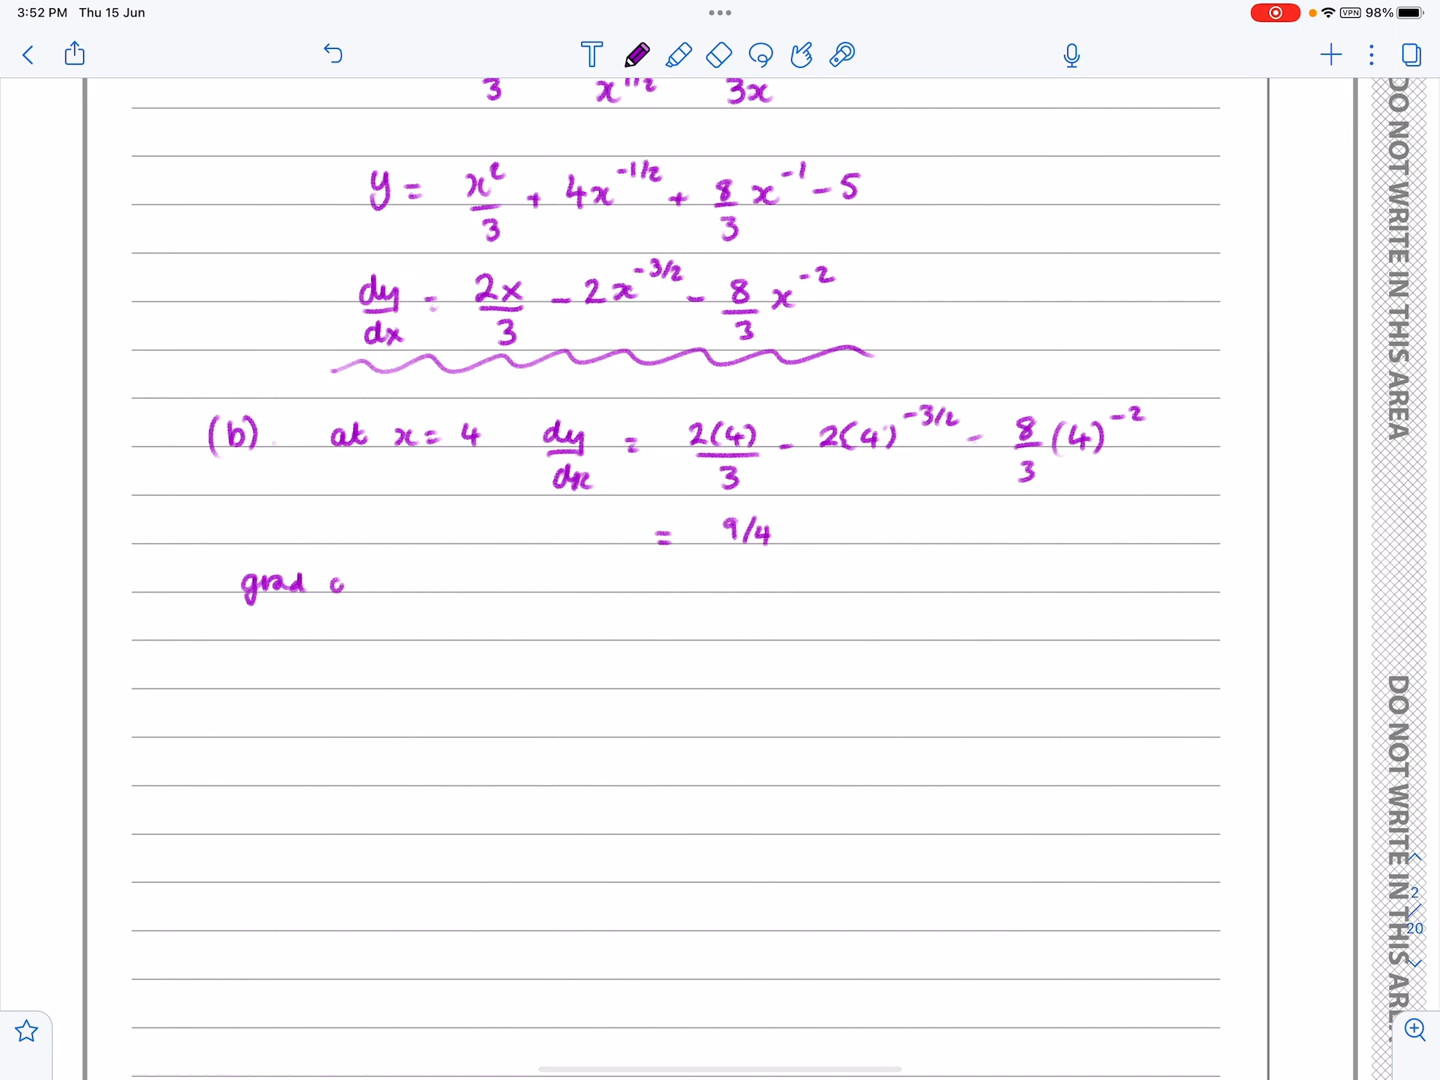 3:52 PM Thu 15 Jun
VPN 98%
3 x^1/2 3x
y = x²/3 + 4x^-1/2 + 8/3 x^-1 - 5
dy/dx = 2x/3 - 2x^-3/2 - 8/3 x^-2
(b) at x = 4 dy/dx = 2(4)/3 - 2(4)^-3/2 - 8/3 (4)^-2
= 9/4
grad
DO NOT WRITE IN THIS AREA
DO NOT WRITE IN THIS ARE
2/20